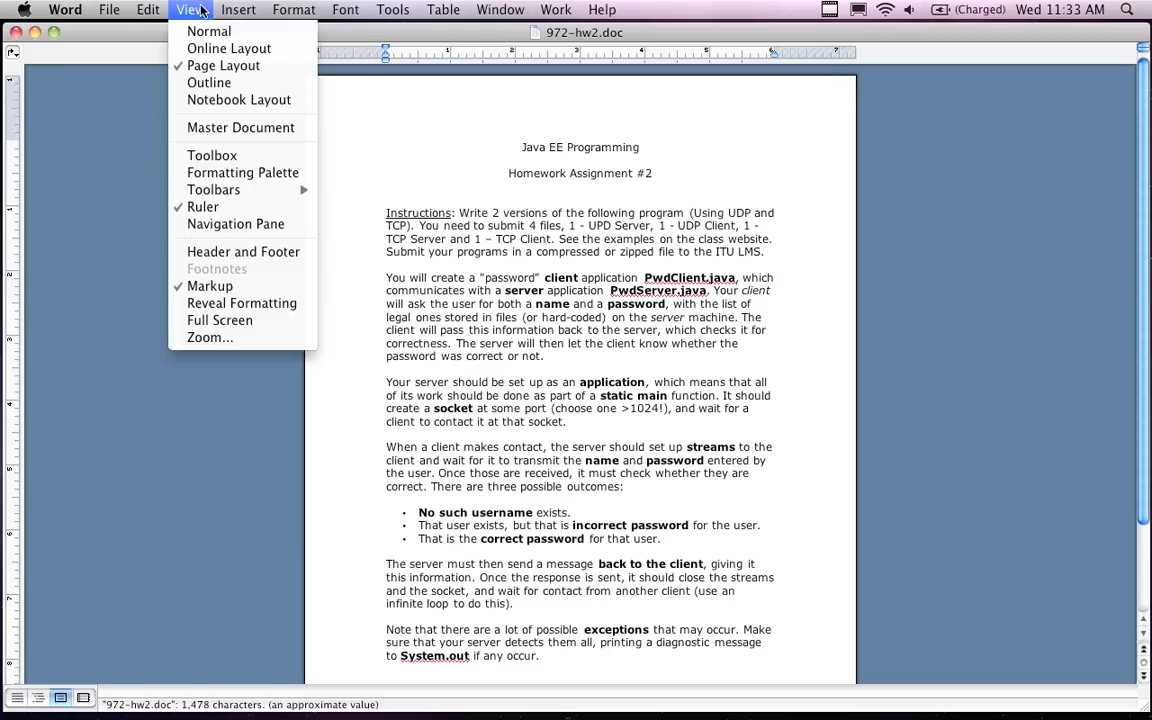 Word File Edit View Insert Format Font Tools Table Window Work Help (Charged) Wed 11:33 AM
972-hw2.doc
Normal
Online Layout
✓ Page Layout
Outline
Notebook Layout
Master Document
Toolbox
Formatting Palette
Toolbars
✓ Ruler
Navigation Pane
Header and Footer
Footnotes
✓ Markup
Reveal Formatting
Full Screen
Zoom...
1 2 3 4 5 6 7
Java EE Programming
Homework Assignment #2
Instructions: Write 2 versions of the following program (Using UDP and
TCP). You need to submit 4 files, 1 - UPD Server, 1 - UDP Client, 1 -
TCP Server and 1 – TCP Client. See the examples on the class website.
Submit your programs in a compressed or zipped file to the ITU LMS.
You will create a "password" client application PwdClient.java, which
communicates with a server application PwdServer.java. Your client
will ask the user for both a name and a password, with the list of
legal ones stored in files (or hard-coded) on the server machine. The
client will pass this information back to the server, which checks it for
correctness. The server will then let the client know whether the
password was correct or not.
Your server should be set up as an application, which means that all
of its work should be done as part of a static main function. It should
create a socket at some port (choose one >1024!), and wait for a
client to contact it at that socket.
When a client makes contact, the server should set up streams to the
client and wait for it to transmit the name and password entered by
the user. Once those are received, it must check whether they are
correct. There are three possible outcomes:
• No such username exists.
• That user exists, but that is incorrect password for the user.
• That is the correct password for that user.
The server must then send a message back to the client, giving it
this information. Once the response is sent, it should close the streams
and the socket, and wait for contact from another client (use an
infinite loop to do this).
Note that there are a lot of possible exceptions that may occur. Make
sure that your server detects them all, printing a diagnostic message
to System.out if any occur.
"972-hw2.doc": 1,478 characters. (an approximate value)